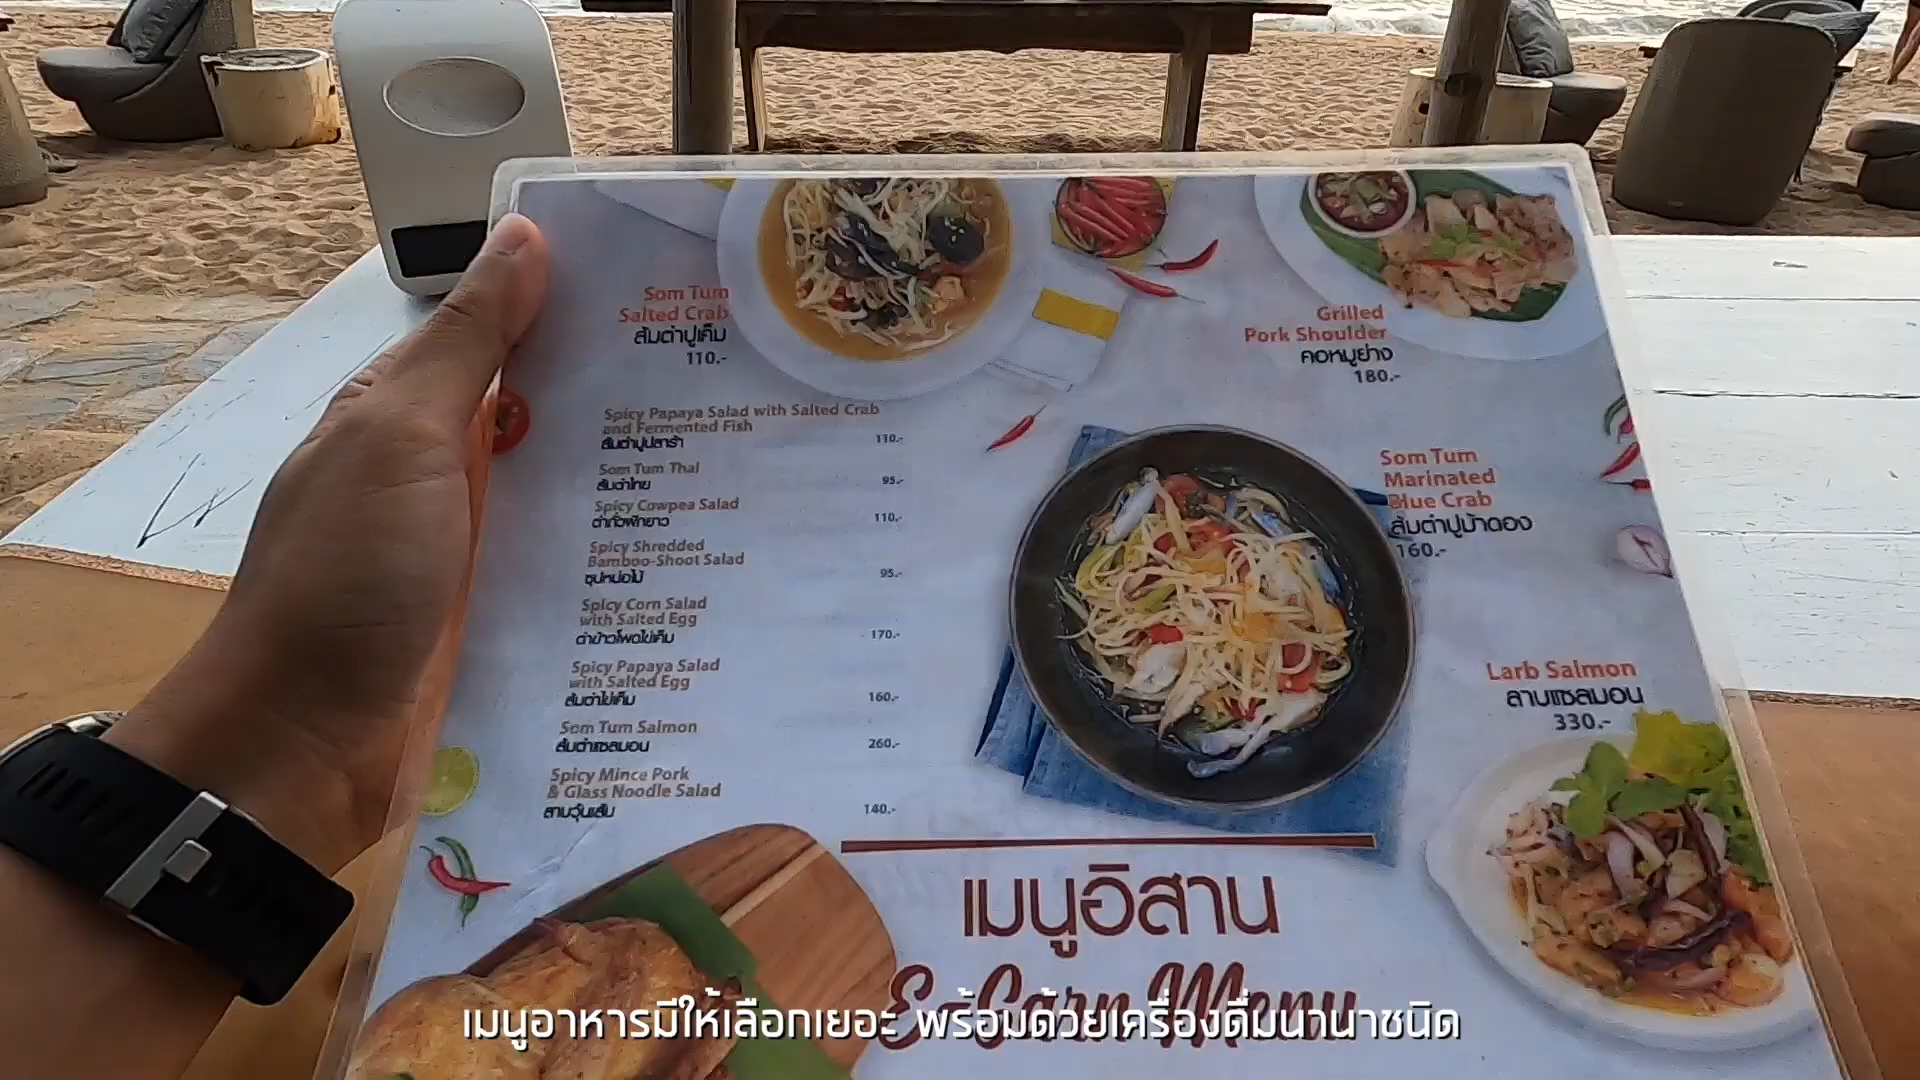 Som Tum
Salted Crab
ส้มตำปูเค็ม
110.-
Spicy Papaya Salad with Salted Crab
and Fermented Fish
ส้มตำปูปลาร้า
110.-
Som Tum Thai
ส้มตำไทย
95.-
Spicy Cowpea Salad
ตำถั่วฝักยาว
110.-
Spicy Shredded
Bamboo-Shoot Salad
ซุปหน่อไม้
95.-
Spicy Corn Salad
with Salted Egg
ตำข้าวโพดไข่เค็ม
170.-
Spicy Papaya Salad
with Salted Egg
ส้มตำไข่เค็ม
160.-
Som Tum Salmon
ส้มตำแซลมอน
260.-
Spicy Mince Pork
& Glass Noodle Salad
ลาบวุ้นเส้น
140.-
Grilled
Pork Shoulder
คอหมูย่าง
180.-
Som Tum
Marinated
Blue Crab
ส้มตำปูม้าดอง
160.-
Larb Salmon
ลาบแซลมอน
330.-
เมนูอิสาน
E-Carn Menu
เมนูอาหารมีให้เลือกเยอะ พร้อมด้วยเครื่องดื่มนานาชนิด